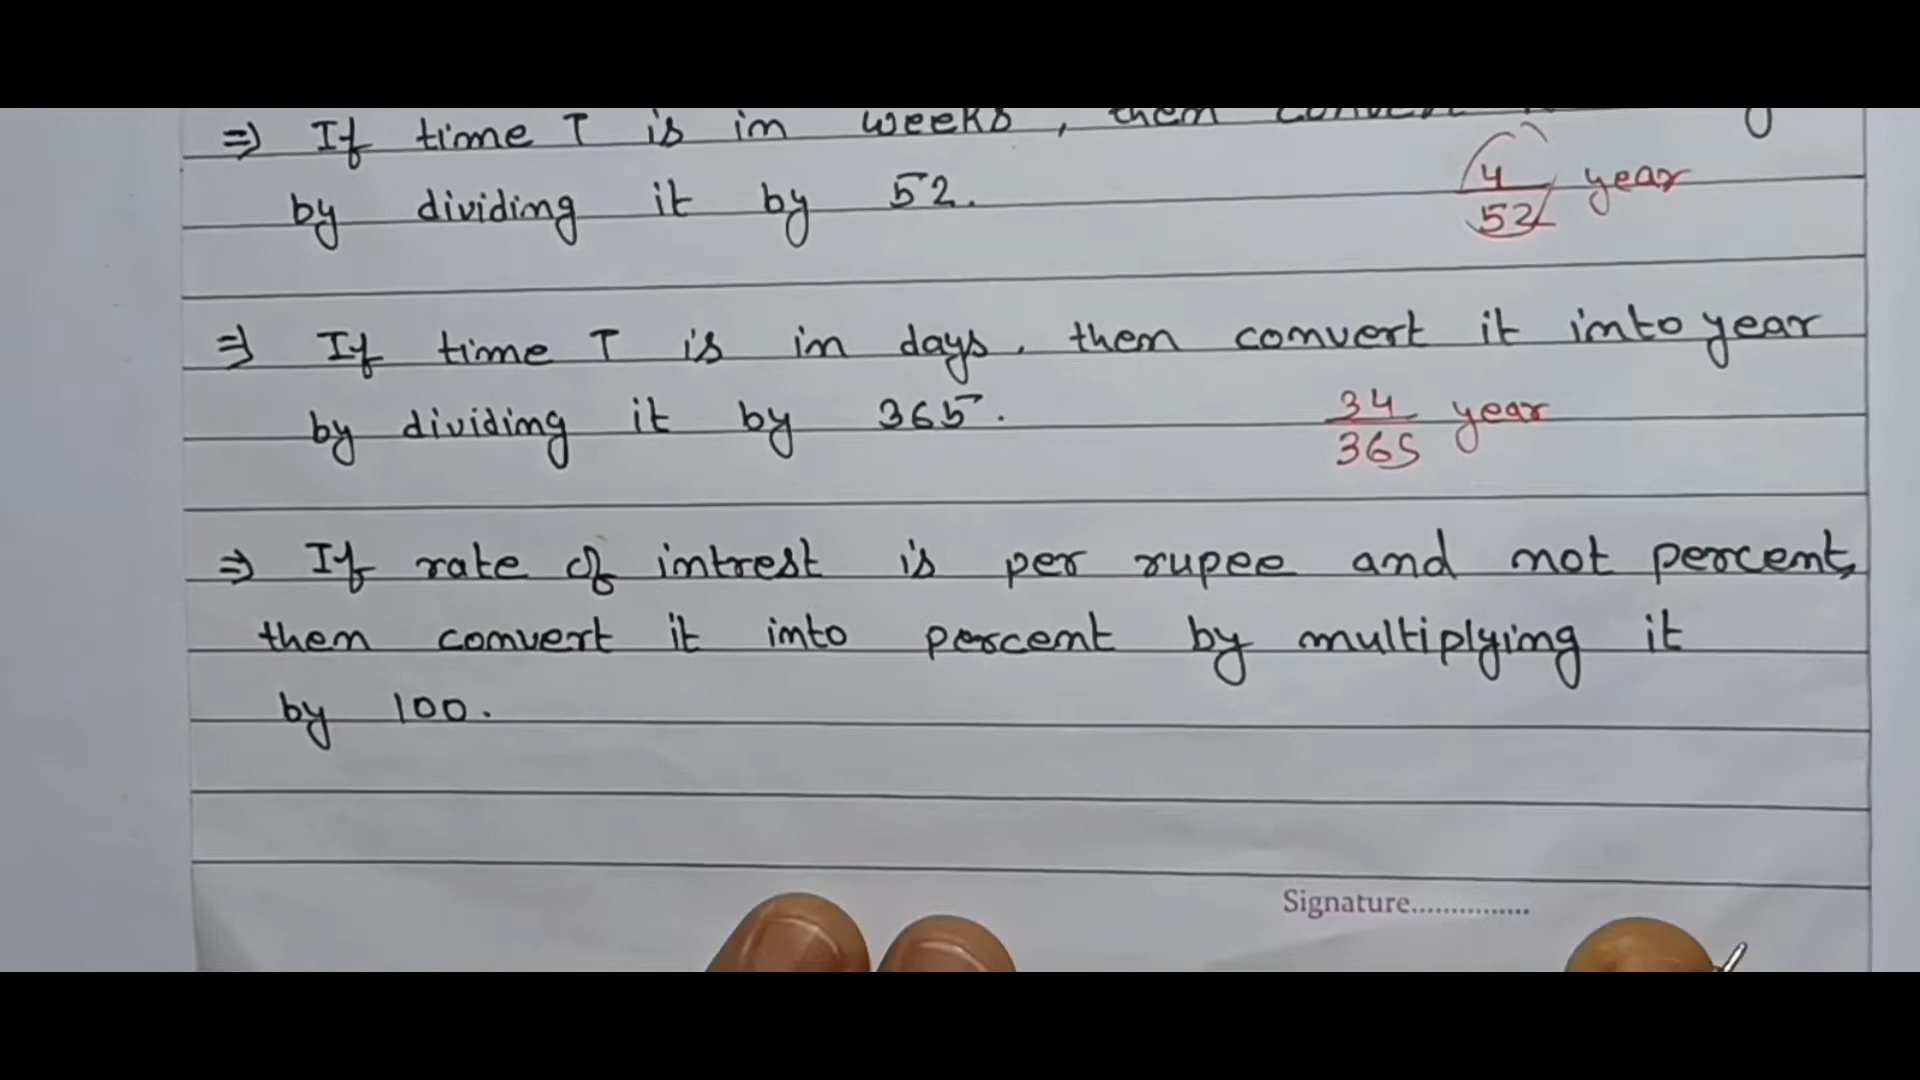 ⇒ If time T is in weeks, then convert
by dividing it by 52.
4/52 year
⇒ If time T is in days, then convert it into year
by dividing it by 365.
34/365 year
⇒ If rate of intrest is per rupee and not percent,
then convert it into percent by multiplying it
by 100.
Signature...............